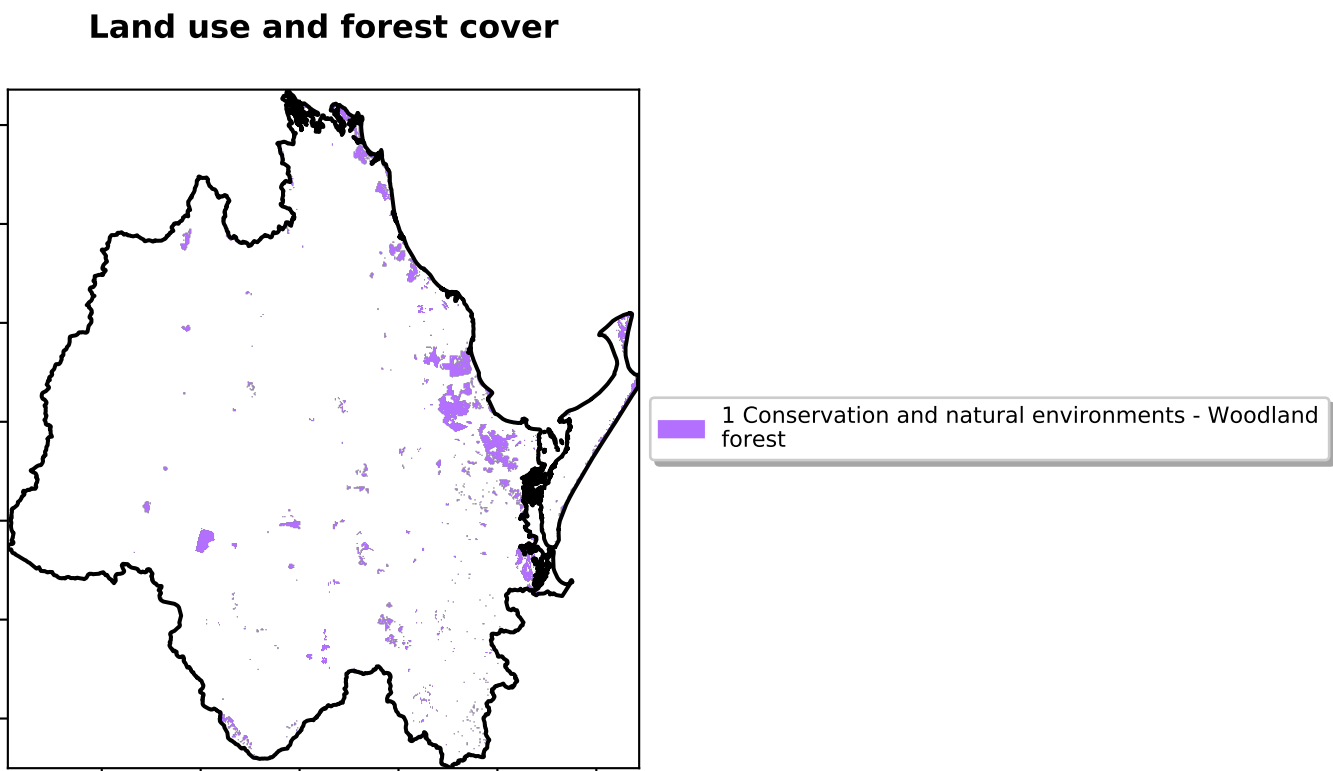 Land use and forest cover
1 Conservation and natural environments - Woodland
forest